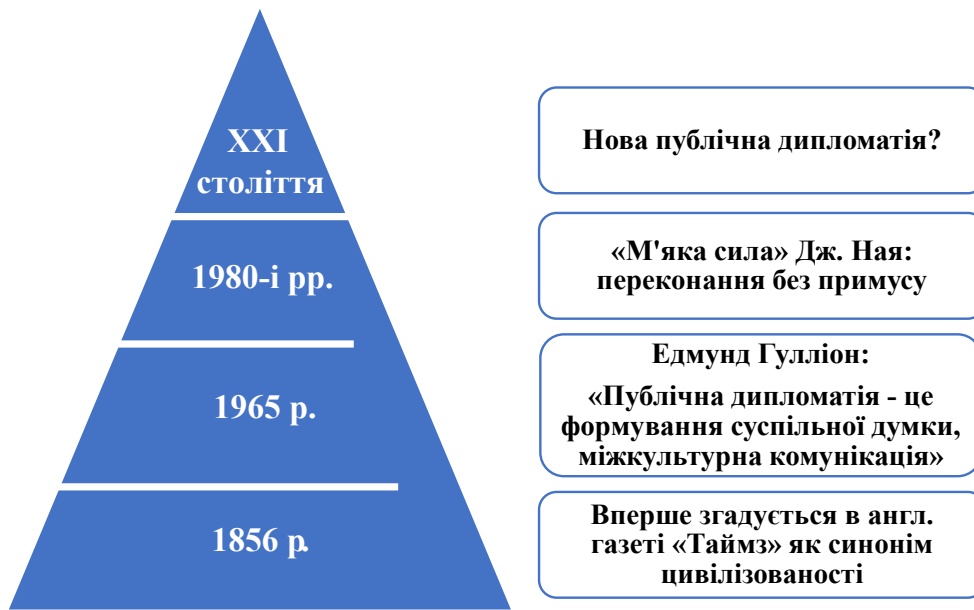 XXI
століття
Нова публічна дипломатія?
1980-і рр.
«М'яка сила» Дж. Ная:
переконання без примусу
1965 р.
Едмунд Гулліон:
«Публічна дипломатія - це
формування суспільної думки,
міжкультурна комунікація»
1856 р.
Вперше згадується в англ.
газеті «Таймз» як синонім
цивілізованості